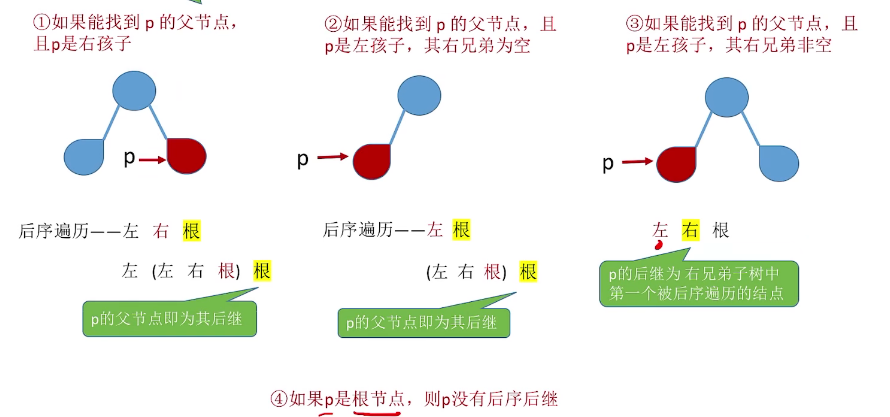 ①如果能找到 p 的父节点，
且p是右孩子
②如果能找到 p 的父节点，且
p是左孩子，其右兄弟为空
③如果能找到 p 的父节点，且
p是左孩子，其右兄弟非空
p
p
p
后序遍历——左 右 根
左 (左 右 根) 根
p的父节点即为其后继
后序遍历——左 根
(左 右 根) 根
p的父节点即为其后继
左 右 根
p的后继为 右兄弟子树中
第一个被后序遍历的结点
④如果p是根节点，则p没有后序后继